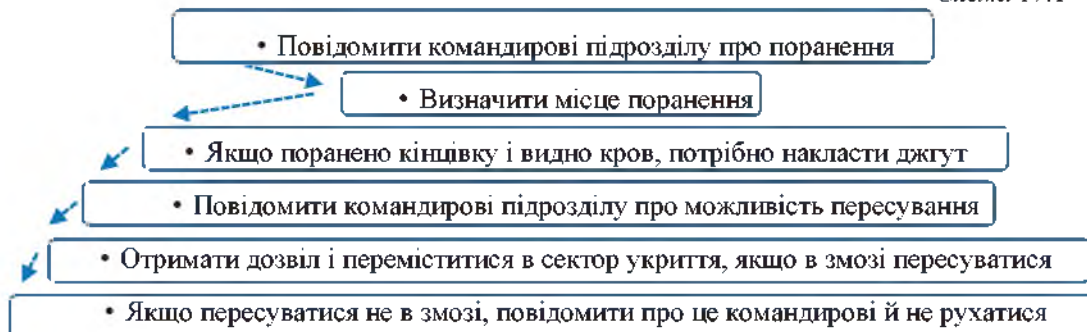 • Повідомити командирові підрозділу про поранення
• Визначити місце поранення
• Якщо поранено кінцівку і видно кров, потрібно накласти джгут
• Повідомити командирові підрозділу про можливість пересування
• Отримати дозвіл і переміститися в сектор укриття, якщо в змозі пересуватися
• Якщо пересуватися не в змозі, повідомити про це командирові й не рухатися